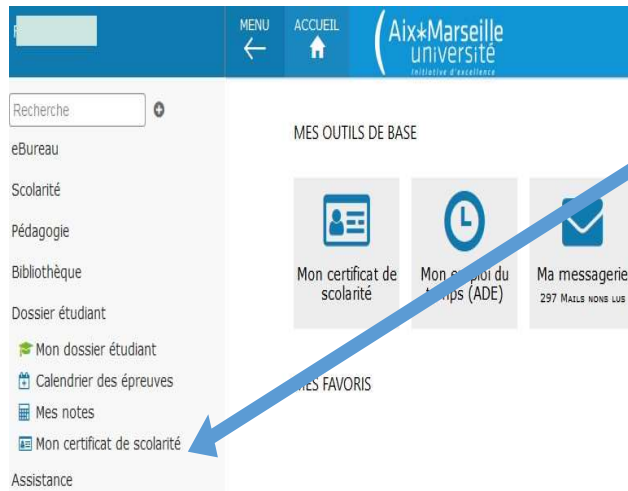 MENU
ACCUEIL
Aix*Marseille
université
Initiative d'excellence
Recherche
eBureau
Scolarité
Pédagogie
Bibliothèque
Dossier étudiant
Mon dossier étudiant
Calendrier des épreuves
Mes notes
Mon certificat de scolarité
Assistance
MES OUTILS DE BASE
Mon certificat de
scolarité
Mon emploi du
temps (ADE)
Ma messagerie
297 MAILS NONS LUS
MES FAVORIS